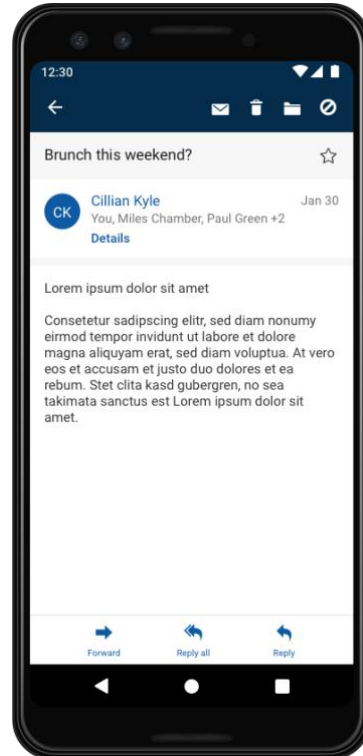 12:30
Brunch this weekend?
CK
Cillian Kyle
Jan 30
You, Miles Chamber, Paul Green +2
Details
Lorem ipsum dolor sit amet
Consetetur sadipscing elitr, sed diam nonumy
eirmod tempor invidunt ut labore et dolore
magna aliquyam erat, sed diam voluptua. At vero
eos et accusam et justo duo dolores et ea
rebum. Stet clita kasd gubergren, no sea
takimata sanctus est Lorem ipsum dolor sit
amet.
Forward
Reply all
Reply